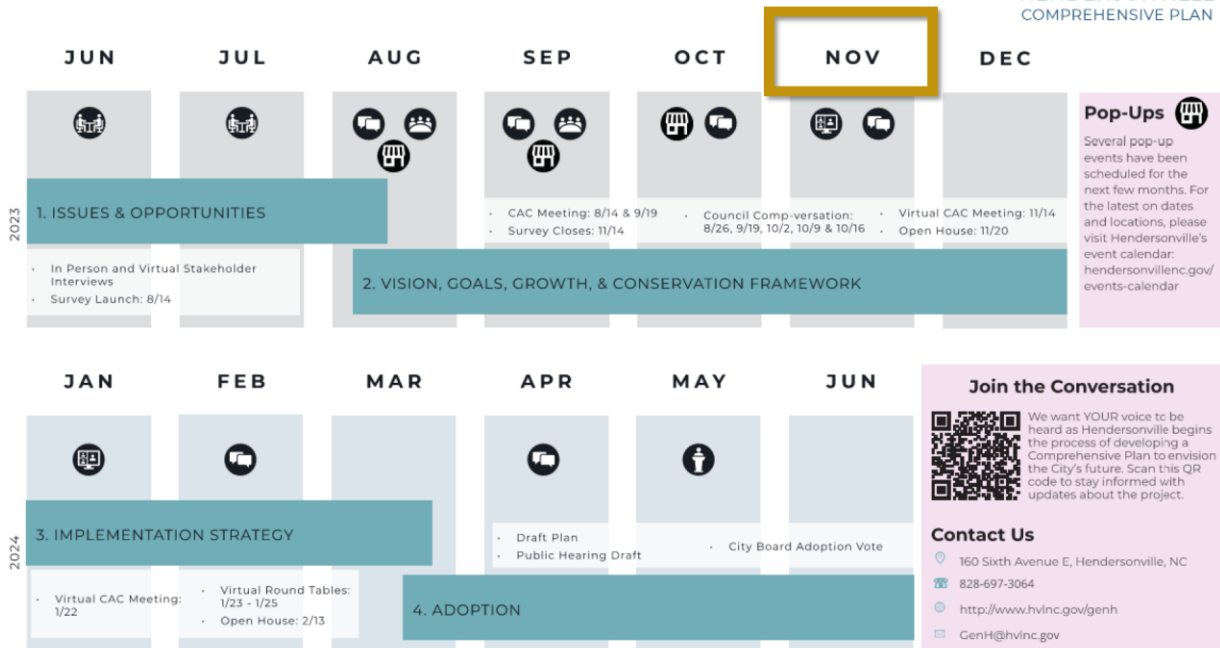 COMPREHENSIVE PLAN
JUN
JUL
AUG
SEP
OCT
NOV
DEC
2023
1. ISSUES & OPPORTUNITIES
• In Person and Virtual Stakeholder
Interviews
• Survey Launch: 8/14
• CAC Meeting: 8/14 & 9/19
• Survey Closes: 11/14
• Council Comp-versation:
8/26, 9/19, 10/2, 10/9 & 10/16
• Virtual CAC Meeting: 11/14
• Open House: 11/20
2. VISION, GOALS, GROWTH, & CONSERVATION FRAMEWORK
Pop-Ups
Several pop-up
events have been
scheduled for the
next few months. For
the latest on dates
and locations, please
visit Hendersonville's
event calendar:
hendersonvillenc.gov/
events-calendar
JAN
FEB
MAR
APR
MAY
JUN
2024
3. IMPLEMENTATION STRATEGY
• Virtual CAC Meeting:
1/22
• Virtual Round Tables:
1/23 - 1/25
• Open House: 2/13
• Draft Plan
• Public Hearing Draft
• City Board Adoption Vote
4. ADOPTION
Join the Conversation
We want YOUR voice to be
heard as Hendersonville begins
the process of developing a
Comprehensive Plan to envision
the City's future. Scan this QR
code to stay informed with
updates about the project.
Contact Us
160 Sixth Avenue E, Hendersonville, NC
828-697-3064
http://www.hvlnc.gov/genh
GenH@hvlnc.gov